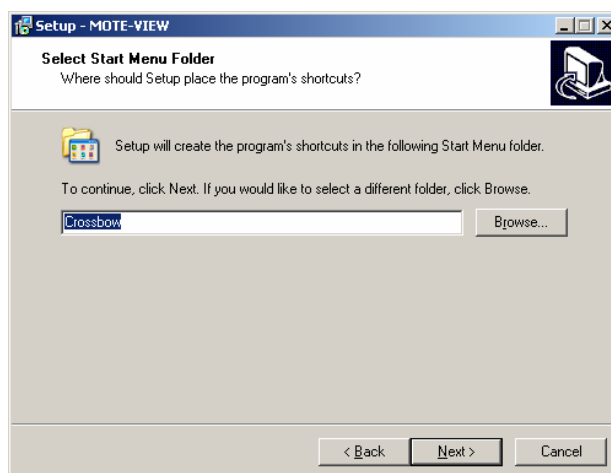 Setup - MOTE-VIEW
Select Start Menu Folder
Where should Setup place the program's shortcuts?
Setup will create the program's shortcuts in the following Start Menu folder.
To continue, click Next. If you would like to select a different folder, click Browse.
Crossbow
Browse...
< Back
Next >
Cancel